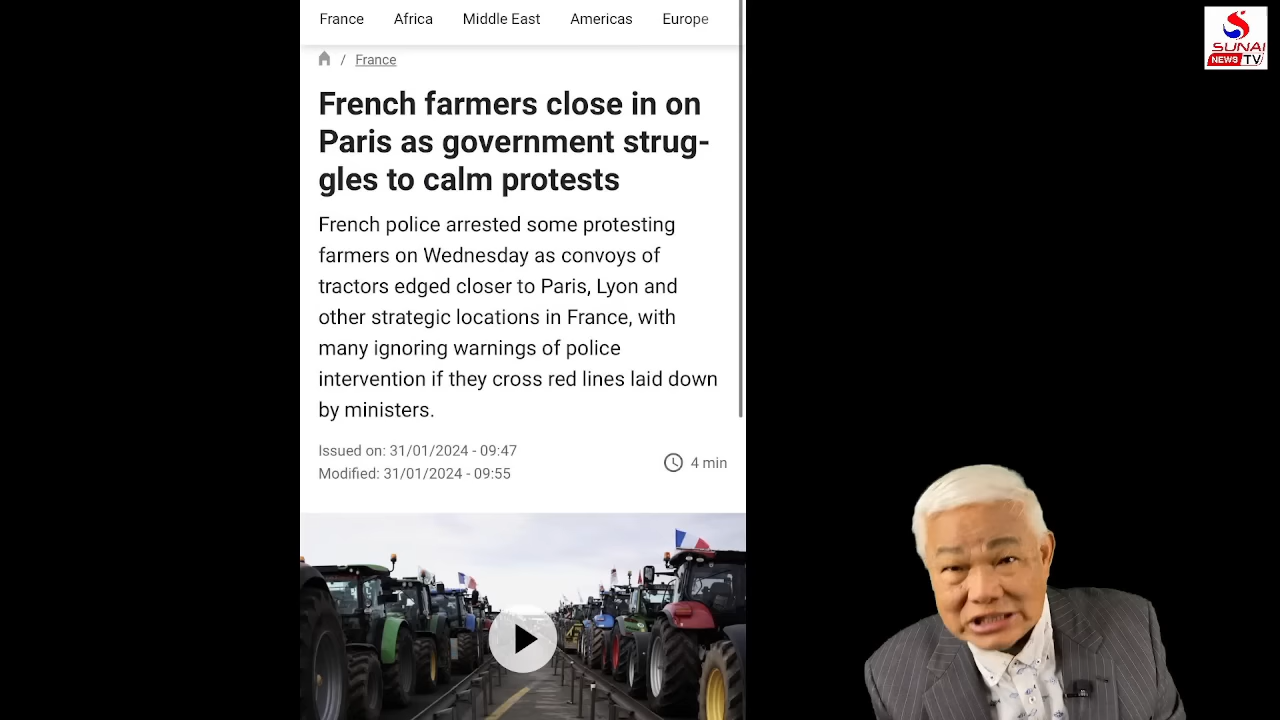 France Africa Middle East Americas Europe
/ France
French farmers close in on
Paris as government strug-
gles to calm protests
French police arrested some protesting
farmers on Wednesday as convoys of
tractors edged closer to Paris, Lyon and
other strategic locations in France, with
many ignoring warnings of police
intervention if they cross red lines laid down
by ministers.
Issued on: 31/01/2024 - 09:47
Modified: 31/01/2024 - 09:55
4 min
SUNAI
NEWS TV